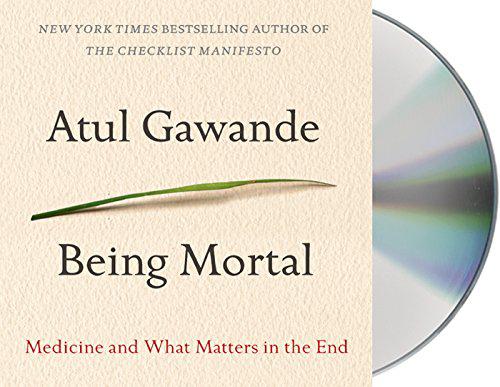 NEW YORK TIMES BESTSELLING AUTHOR OF
THE CHECKLIST MANIFESTO
Atul Gawande
Being Mortal
Medicine and What Matters in the End